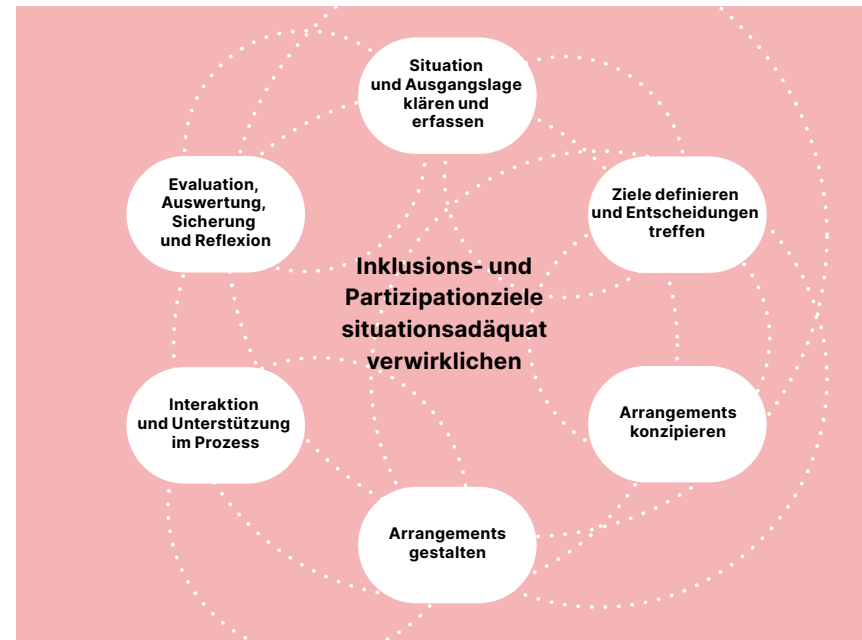 Situation
und Ausgangslage
klären und
erfassen
Ziele definieren
und Entscheidungen
treffen
Arrangements
konzipieren
Arrangements
gestalten
Interaktion
und Unterstützung
im Prozess
Evaluation,
Auswertung,
Sicherung
und Reflexion
Inklusions- und
Partizipationziele
situationsadäquat
verwirklichen